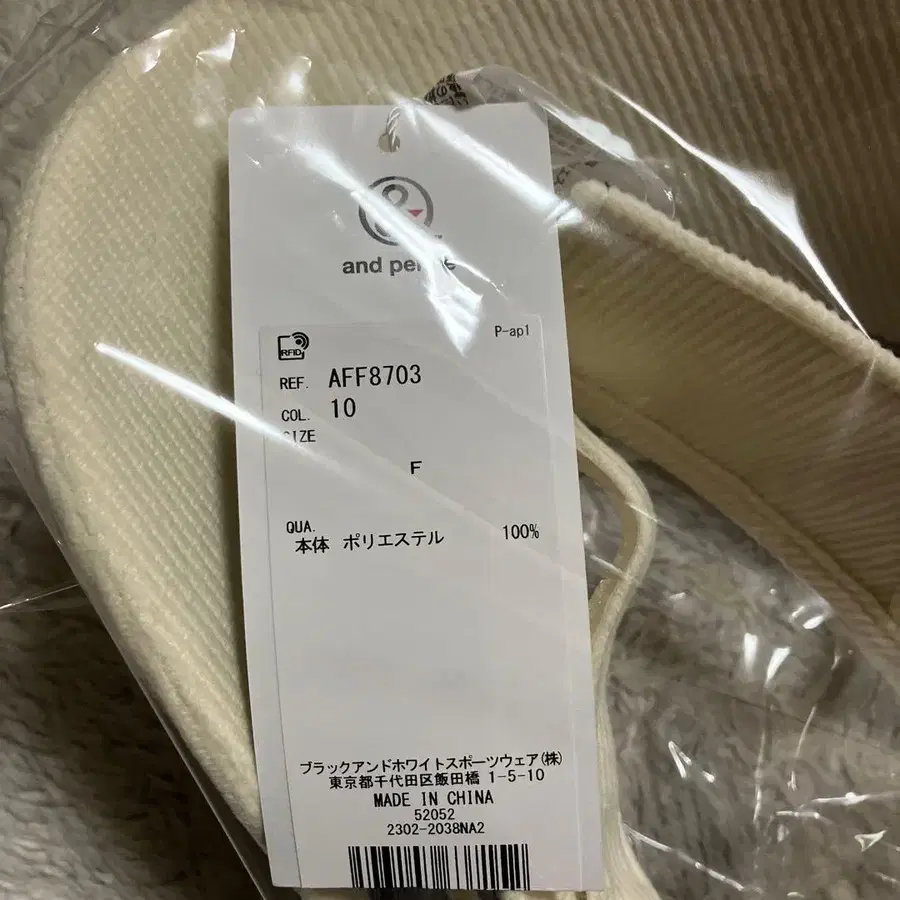 &
TM
and
P-ap1
RFID
REF. AFF8703
COL. 10
SIZE
F
QUA.
本体 ポリエステル 100%
ブラックアンドホワイトスポーツウェア(株)
東京都千代田区飯田橋 1-5-10
MADE IN CHINA
52052
2302-2038NA2